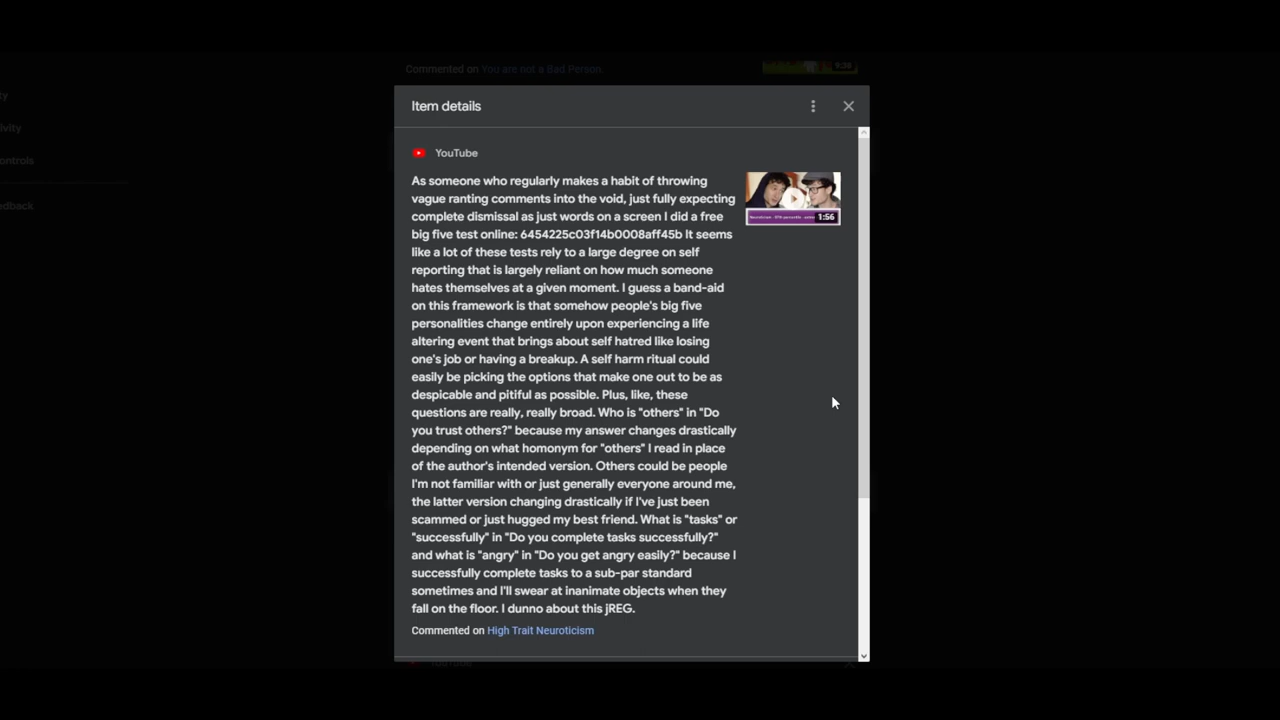 Commented on You are not a Bad Person.
9:38
Item details
ty
tivity
ontrols
edback
YouTube
As someone who regularly makes a habit of throwing
vague ranting comments into the void, just fully expecting
complete dismissal as just words on a screen I did a free
big five test online: 6454225c03f14b0008aff45b It seems
like a lot of these tests rely to a large degree on self
reporting that is largely reliant on how much someone
hates themselves at a given moment. I guess a band-aid
on this framework is that somehow people's big five
personalities change entirely upon experiencing a life
altering event that brings about self hatred like losing
one's job or having a breakup. A self harm ritual could
easily be picking the options that make one out to be as
despicable and pitiful as possible. Plus, like, these
questions are really, really broad. Who is "others" in "Do
you trust others?" because my answer changes drastically
depending on what homonym for "others" I read in place
of the author's intended version. Others could be people
I'm not familiar with or just generally everyone around me,
the latter version changing drastically if I've just been
scammed or just hugged my best friend. What is "tasks" or
"successfully" in "Do you complete tasks successfully?"
and what is "angry" in "Do you get angry easily?" because I
successfully complete tasks to a sub-par standard
sometimes and I'll swear at inanimate objects when they
fall on the floor. I dunno about this jREG.
1:56
Commented on High Trait Neuroticism
YouTube